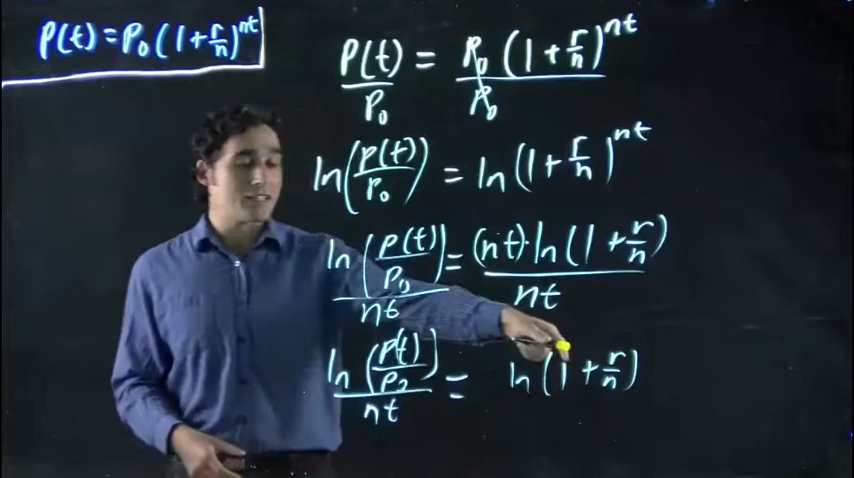 P(t) = P₀(1 + r/n)^nt
P(t)/P₀ = P₀(1 + r/n)^nt/P₀
ln(P(t)/P₀) = ln(1 + r/n)^nt
ln(P(t)/P₀)/nt = (nt)·ln(1 + r/n)/nt
ln(P(t)/P₀)/nt = ln(1 + r/n)